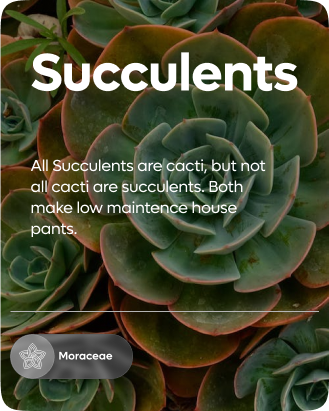 Succulents
All Succulents are cacti, but not
all cacti are succulents. Both
make low maintence house
pants.
Moraceae